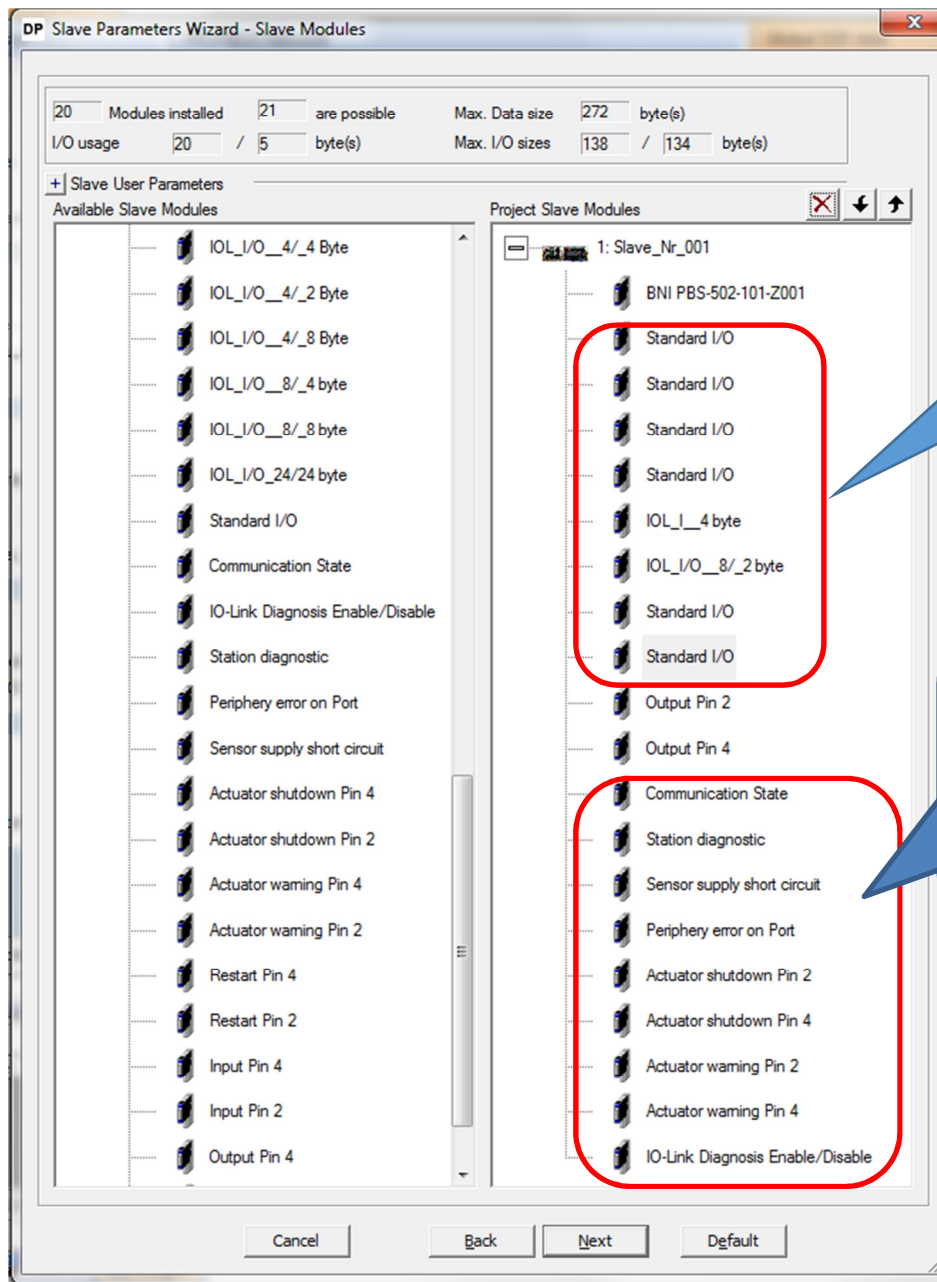 DP Slave Parameters Wizard - Slave Modules
20 Modules installed 21 are possible Max. Data size 272 byte(s)
I/O usage 20 / 5 byte(s) Max. I/O sizes 138 / 134 byte(s)
+ Slave User Parameters
Available Slave Modules
IOL_I/O__4/_4 Byte
IOL_I/O__4/_2 Byte
IOL_I/O__4/_8 Byte
IOL_I/O__8/_4 byte
IOL_I/O__8/_8 byte
IOL_I/O_24/24 byte
Standard I/O
Communication State
IO-Link Diagnosis Enable/Disable
Station diagnostic
Periphery error on Port
Sensor supply short circuit
Actuator shutdown Pin 4
Actuator shutdown Pin 2
Actuator warning Pin 4
Actuator warning Pin 2
Restart Pin 4
Restart Pin 2
Input Pin 4
Input Pin 2
Output Pin 4
Project Slave Modules
1: Slave_Nr_001
BNI PBS-502-101-Z001
Standard I/O
Standard I/O
Standard I/O
Standard I/O
IOL_I__4 byte
IOL_I/O__8/_2 byte
Standard I/O
Standard I/O
Output Pin 2
Output Pin 4
Communication State
Station diagnostic
Sensor supply short circuit
Periphery error on Port
Actuator shutdown Pin 2
Actuator shutdown Pin 4
Actuator warning Pin 2
Actuator warning Pin 4
IO-Link Diagnosis Enable/Disable
Cancel Back Next Default